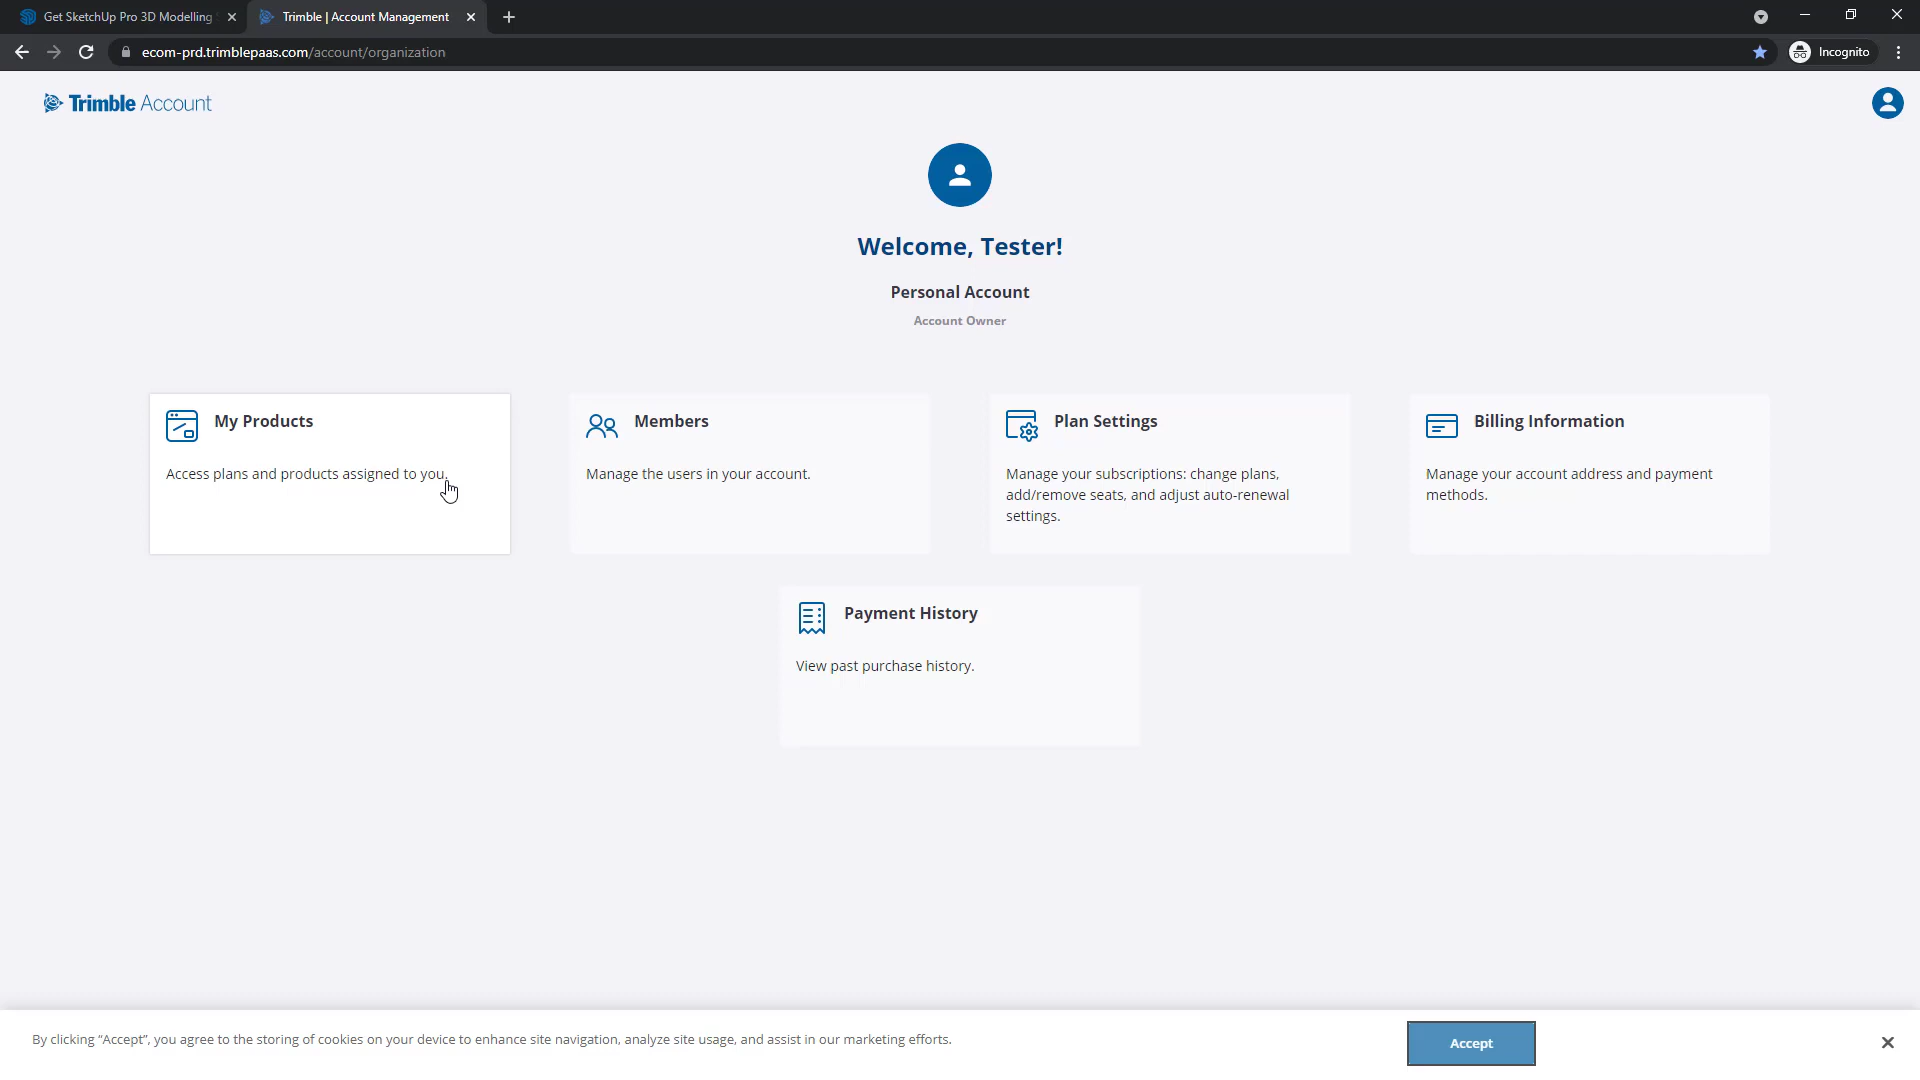 Get SketchUp Pro 3D Modelling
Trimble | Account Management
ecom-prd.trimblepaas.com/account/organization
Incognito
Trimble Account
Welcome, Tester!
Personal Account
Account Owner
My Products
Access plans and products assigned to you.
Members
Manage the users in your account.
Plan Settings
Manage your subscriptions: change plans,
add/remove seats, and adjust auto-renewal
settings.
Billing Information
Manage your account address and payment
methods.
Payment History
View past purchase history.
By clicking “Accept”, you agree to the storing of cookies on your device to enhance site navigation, analyze site usage, and assist in our marketing efforts.
Accept